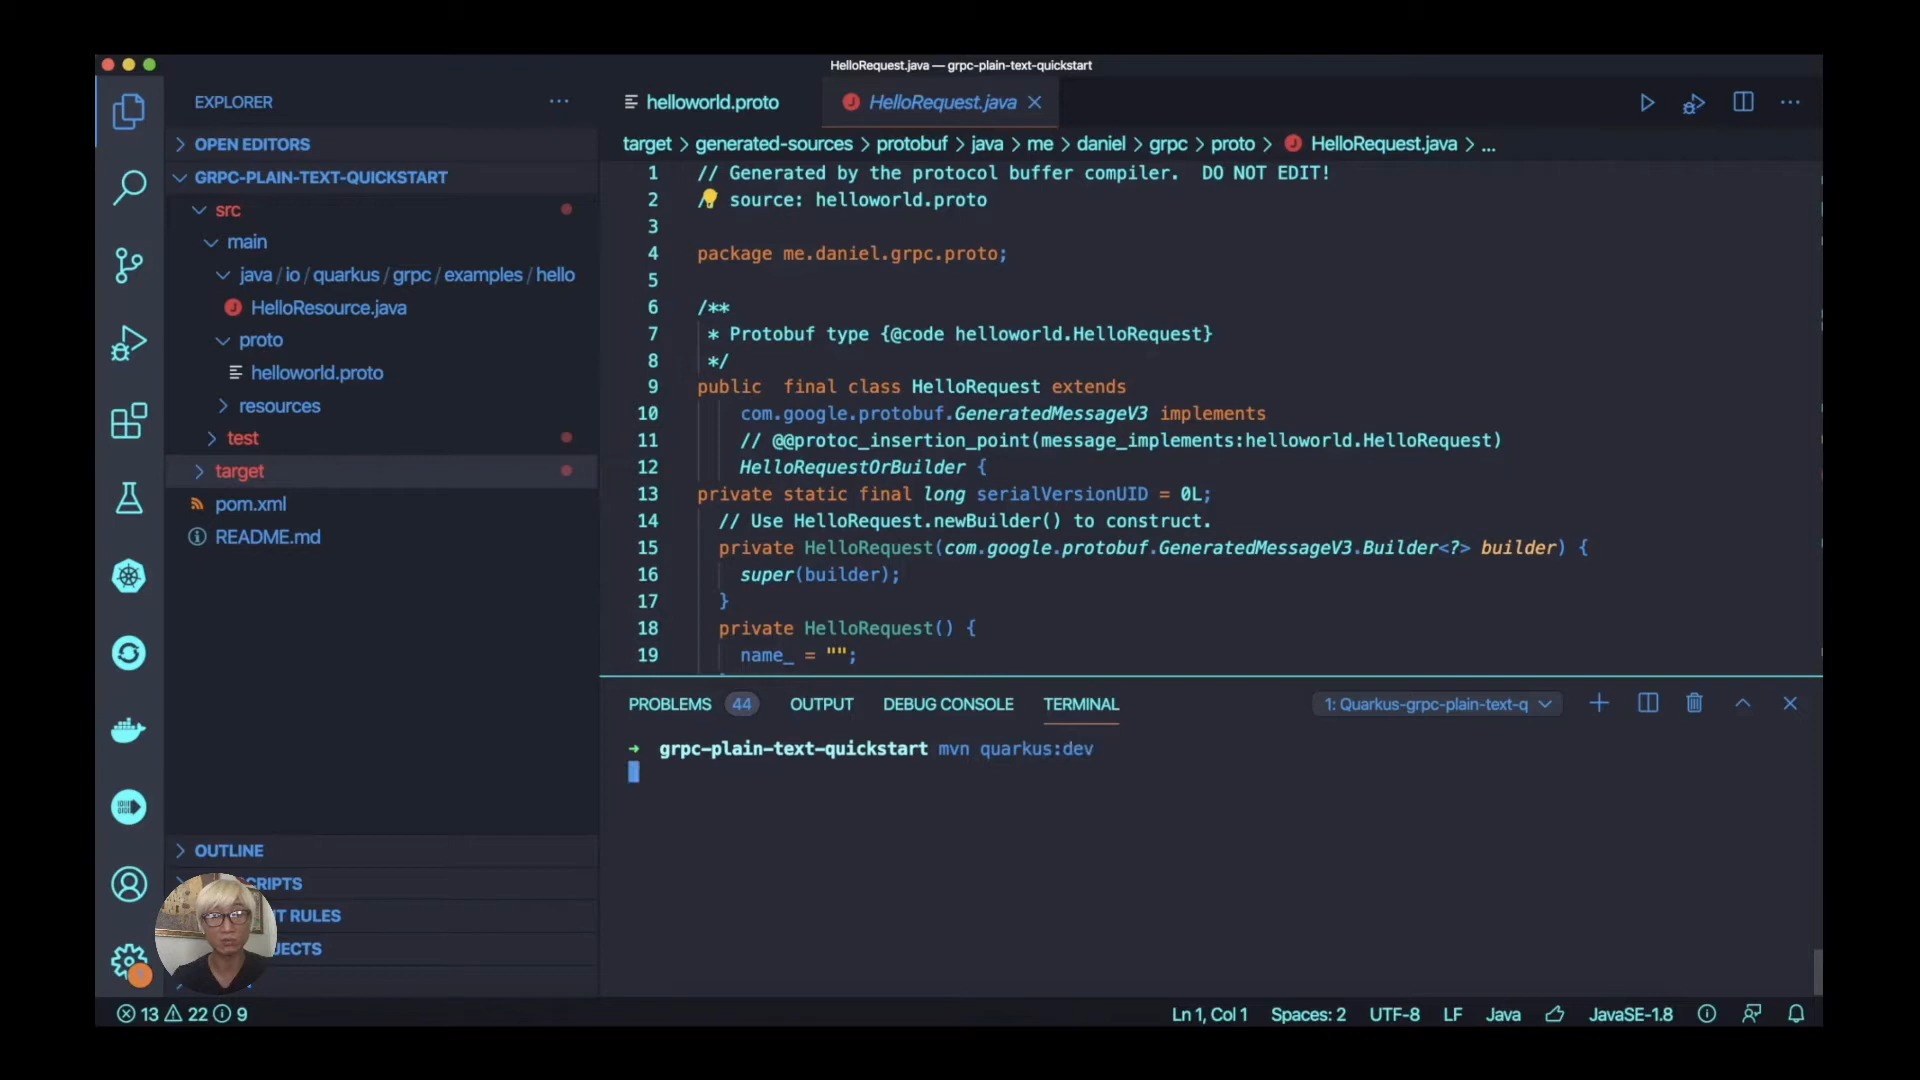 HelloRequest.java — grpc-plain-text-quickstart
EXPLORER
OPEN EDITORS
GRPC-PLAIN-TEXT-QUICKSTART
src
main
java / io / quarkus / grpc / examples / hello
HelloResource.java
proto
helloworld.proto
resources
test
target
pom.xml
README.md
OUTLINE
RULES
helloworld.proto
HelloRequest.java
target > generated-sources > protobuf > java > me > daniel > grpc > proto > HelloRequest.java > ...
1 // Generated by the protocol buffer compiler.  DO NOT EDIT!
2 / source: helloworld.proto
3
4 package me.daniel.grpc.proto;
5
6 /**
7 * Protobuf type {@code helloworld.HelloRequest}
8 */
9 public  final class HelloRequest extends
10 com.google.protobuf.GeneratedMessageV3 implements
11 // @@protoc_insertion_point(message_implements:helloworld.HelloRequest)
12 HelloRequestOrBuilder {
13 private static final long serialVersionUID = 0L;
14 // Use HelloRequest.newBuilder() to construct.
15 private HelloRequest(com.google.protobuf.GeneratedMessageV3.Builder<?> builder) {
16 super(builder);
17 }
18 private HelloRequest() {
19 name_ = "";
PROBLEMS 44 OUTPUT DEBUG CONSOLE TERMINAL 1: Quarkus-grpc-plain-text-q
→ grpc-plain-text-quickstart mvn quarkus:dev
13 22 9
Ln 1, Col 1 Spaces: 2 UTF-8 LF Java JavaSE-1.8